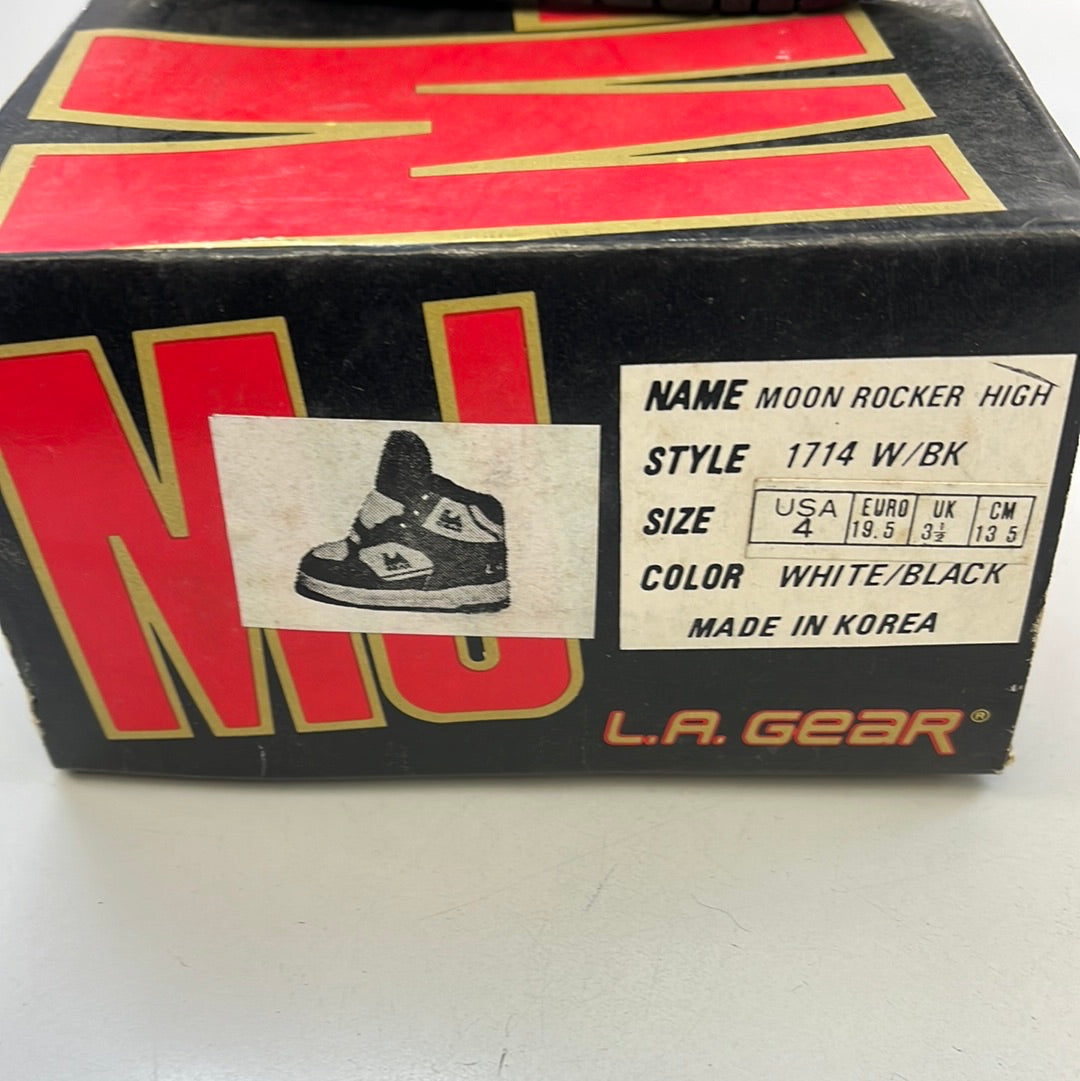 MJ
NAME MOON ROCKER HIGH
STYLE 1714 W/BK
SIZE USA EURO UK CM
4 19.5 3½ 13 5
COLOR WHITE/BLACK
MADE IN KOREA
L.A. GEAR®